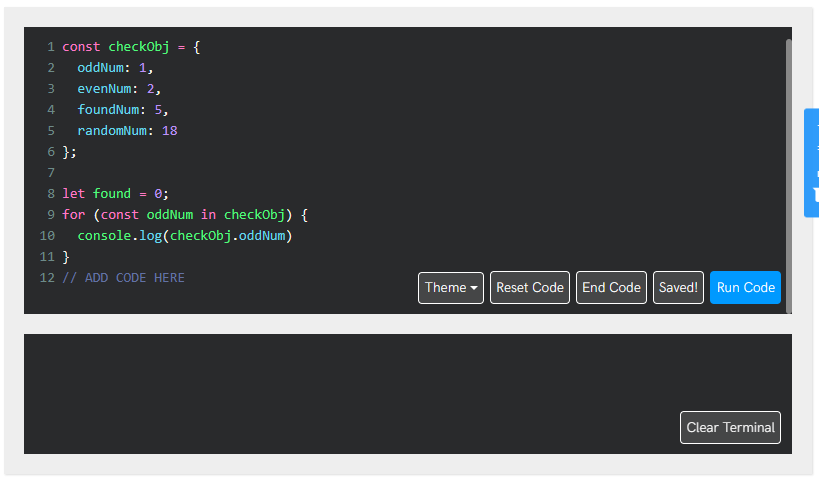 1 const checkObj = {
2   oddNum: 1,
3   evenNum: 2,
4   foundNum: 5,
5   randomNum: 18
6 };
7
8 let found = 0;
9 for (const oddNum in checkObj) {
10   console.log(checkObj.oddNum)
11 }
12 // ADD CODE HERE
Theme Reset Code End Code Saved! Run Code
Clear Terminal